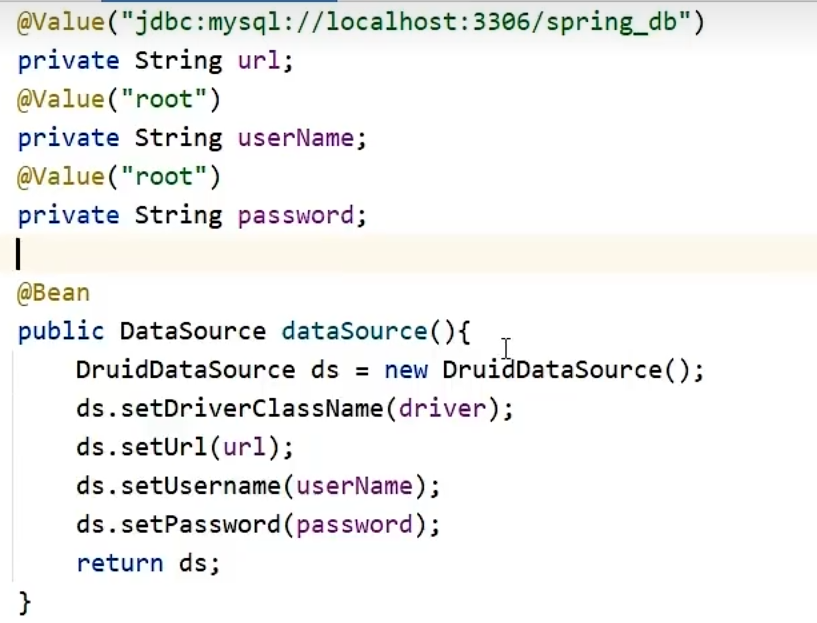 @Value("jdbc:mysql://localhost:3306/spring_db")
private String url;
@Value("root")
private String userName;
@Value("root")
private String password;
@Bean
public DataSource dataSource(){
DruidDataSource ds = new DruidDataSource();
ds.setDriverClassName(driver);
ds.setUrl(url);
ds.setUsername(userName);
ds.setPassword(password);
return ds;
}